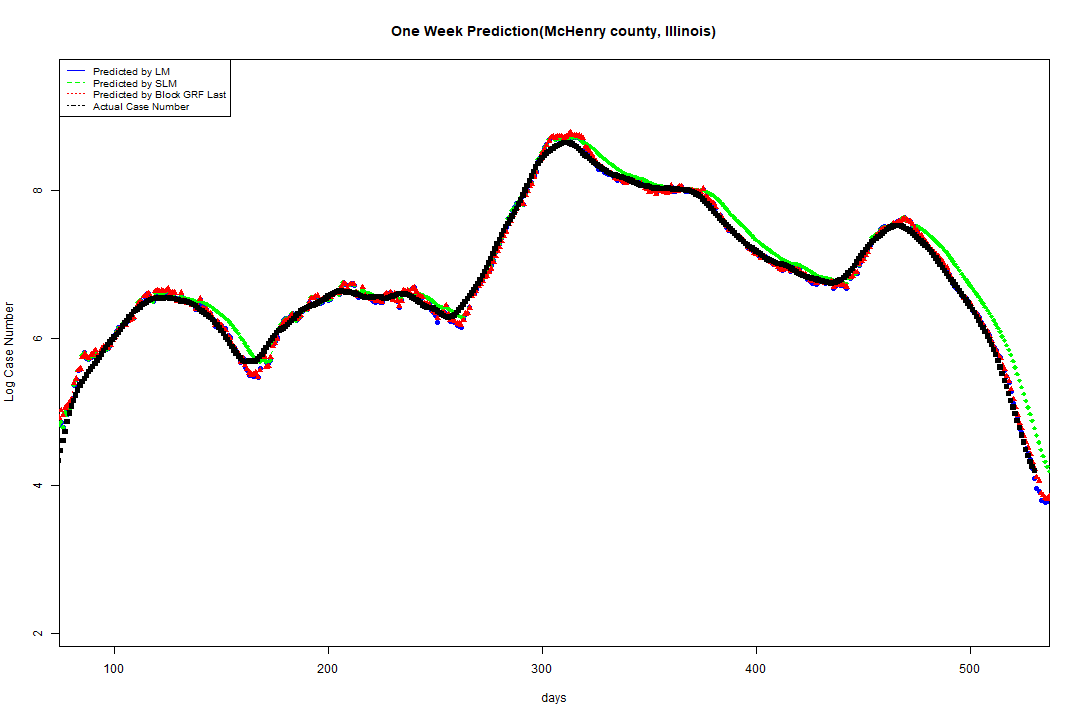 One Week Prediction(McHenry county, Illinois)
Predicted by LM
Predicted by SLM
Predicted by Block GRF Last
Actual Case Number
Log Case Number
8
6
4
2
100 200 300 400 500
days